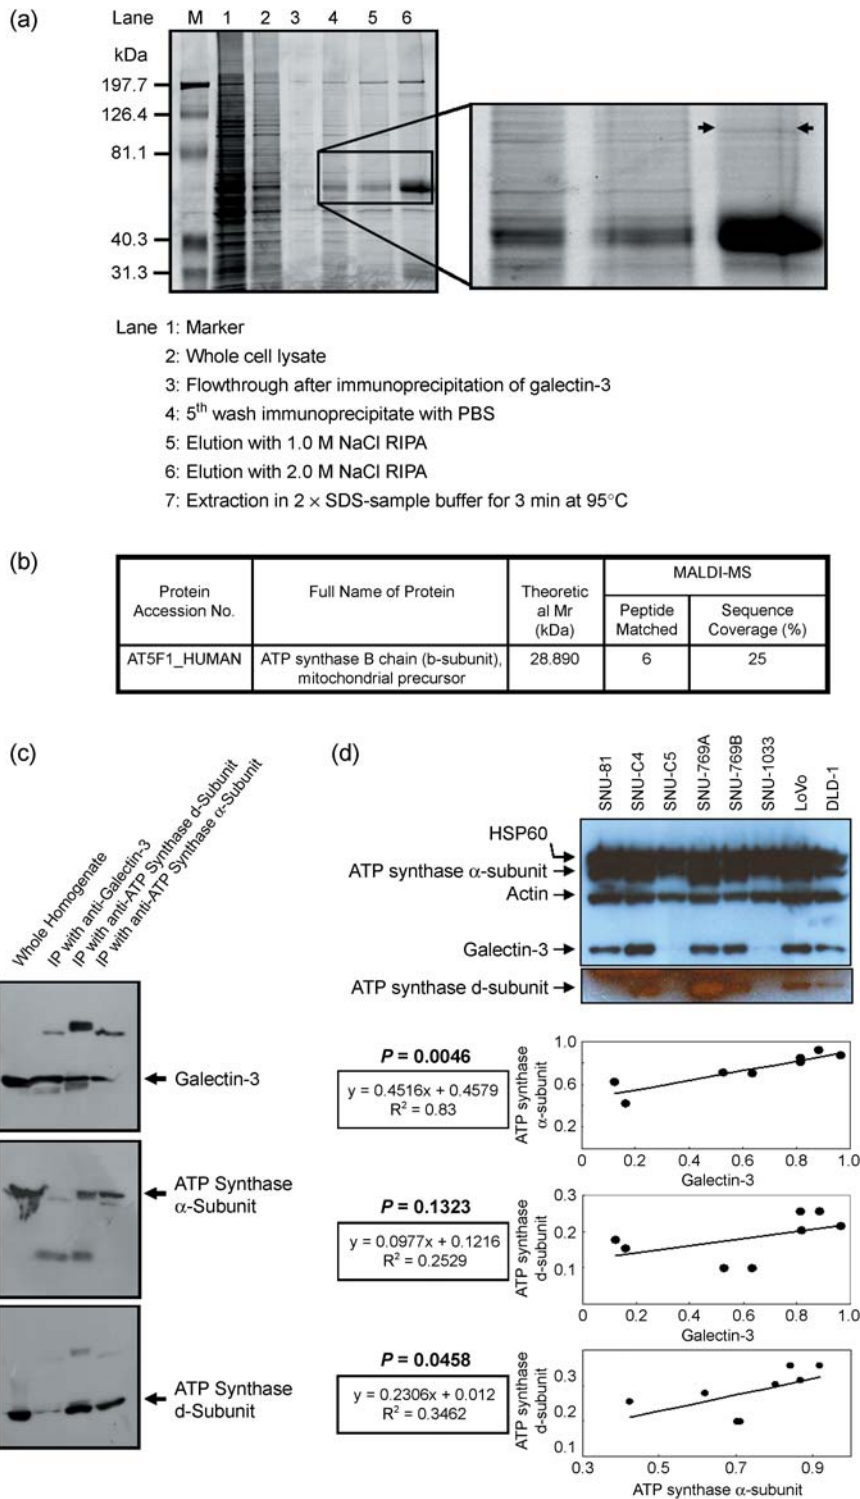 (a)
Lane M 1 2 3 4 5 6
kDa
197.7
126.4
81.1
40.3
31.3
Lane 1: Marker
2: Whole cell lysate
3: Flowthrough after immunoprecipitation of galectin-3
4: 5th wash immunoprecipitate with PBS
5: Elution with 1.0 M NaCl RIPA
6: Elution with 2.0 M NaCl RIPA
7: Extraction in 2 × SDS-sample buffer for 3 min at 95°C
(b)
Protein
Accession No.
Full Name of Protein
Theoretic
al Mr
(kDa)
MALDI-MS
Peptide
Matched
Sequence
Coverage (%)
AT5F1_HUMAN
ATP synthase B chain (b-subunit),
mitochondrial precursor
28.890
6
25
(c)
Whole Homogenate
IP with anti-Galectin-3
IP with anti-ATP Synthase d-Subunit
IP with anti-ATP Synthase α-Subunit
Galectin-3
ATP Synthase
α-Subunit
ATP Synthase
d-Subunit
(d)
SNU-81
SNU-C4
SNU-C5
SNU-769A
SNU-769B
SNU-1033
LoVo
DLD-1
HSP60
ATP synthase α-subunit
Actin
Galectin-3
ATP synthase d-subunit
P = 0.0046
y = 0.4516x + 0.4579
R2 = 0.83
ATP synthase
α-subunit
1.0
0.6
0.2
0 0.2 0.4 0.6 0.8 1.0
Galectin-3
P = 0.1323
y = 0.0977x + 0.1216
R2 = 0.2529
ATP synthase
d-subunit
0.3
0.2
0.1
0 0.2 0.4 0.6 0.8 1.0
Galectin-3
P = 0.0458
y = 0.2306x + 0.012
R2 = 0.3462
ATP synthase
d-subunit
0.3
0.2
0.1
0.3 0.5 0.7 0.9
ATP synthase α-subunit